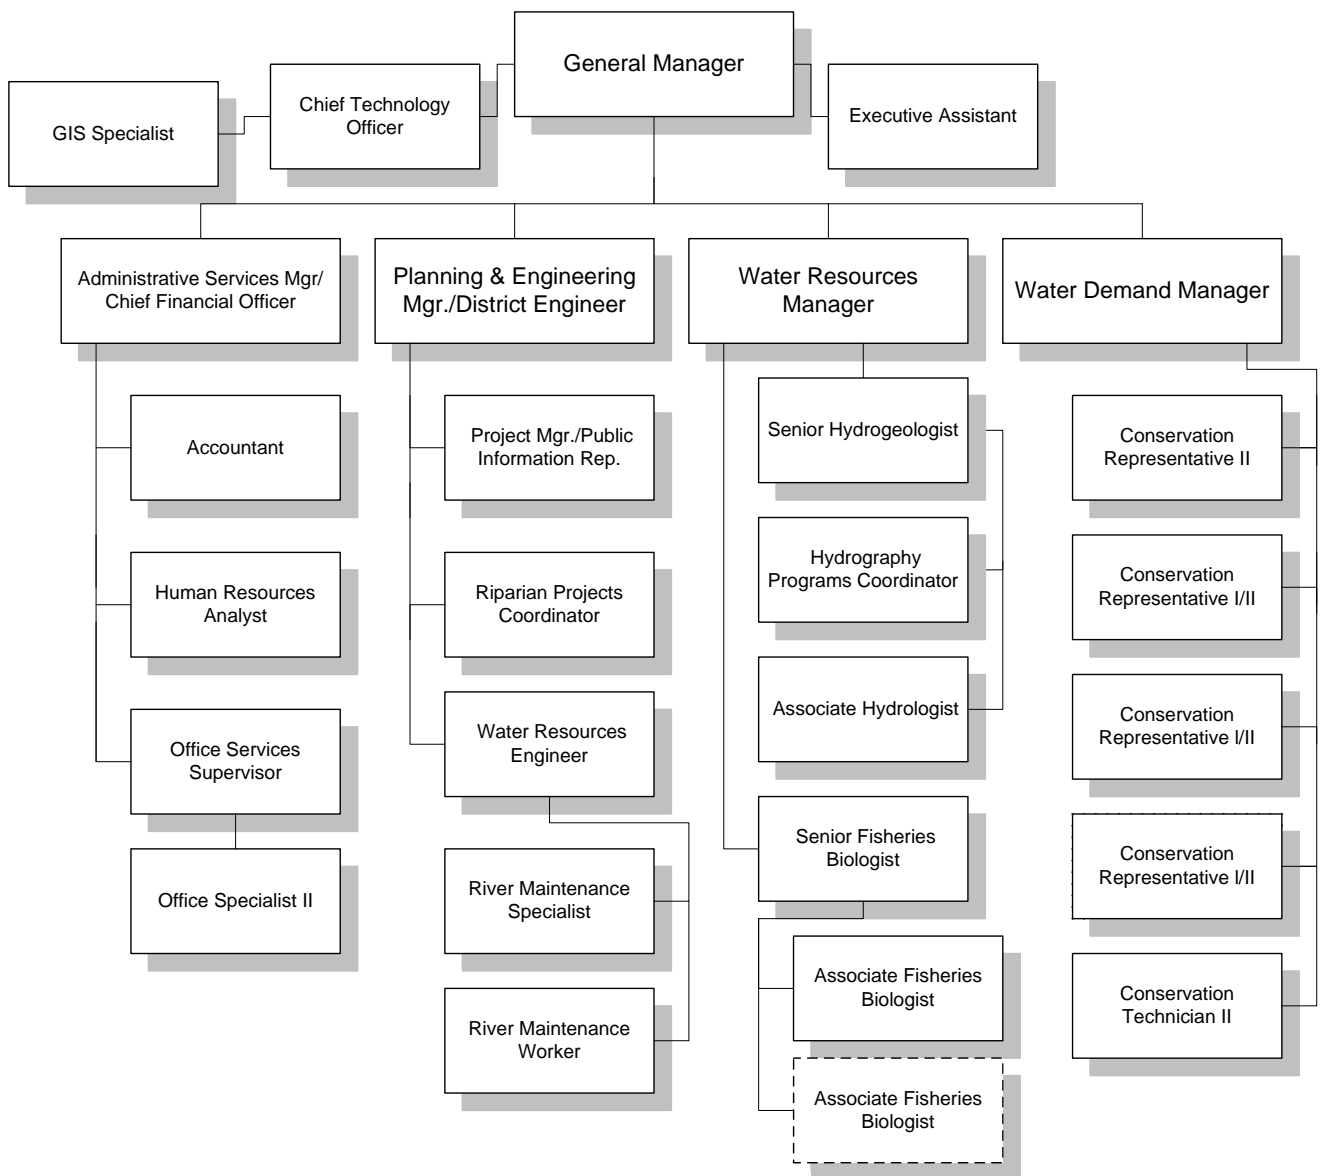 General Manager
Chief Technology
Officer
GIS Specialist
Executive Assistant
Administrative Services Mgr/
Chief Financial Officer
Planning & Engineering
Mgr./District Engineer
Water Resources
Manager
Water Demand Manager
Accountant
Human Resources
Analyst
Office Services
Supervisor
Office Specialist II
Project Mgr./Public
Information Rep.
Riparian Projects
Coordinator
Water Resources
Engineer
River Maintenance
Specialist
River Maintenance
Worker
Senior Hydrogeologist
Hydrography
Programs Coordinator
Associate Hydrologist
Senior Fisheries
Biologist
Associate Fisheries
Biologist
Associate Fisheries
Biologist
Conservation
Representative II
Conservation
Representative I/II
Conservation
Representative I/II
Conservation
Representative I/II
Conservation
Technician II